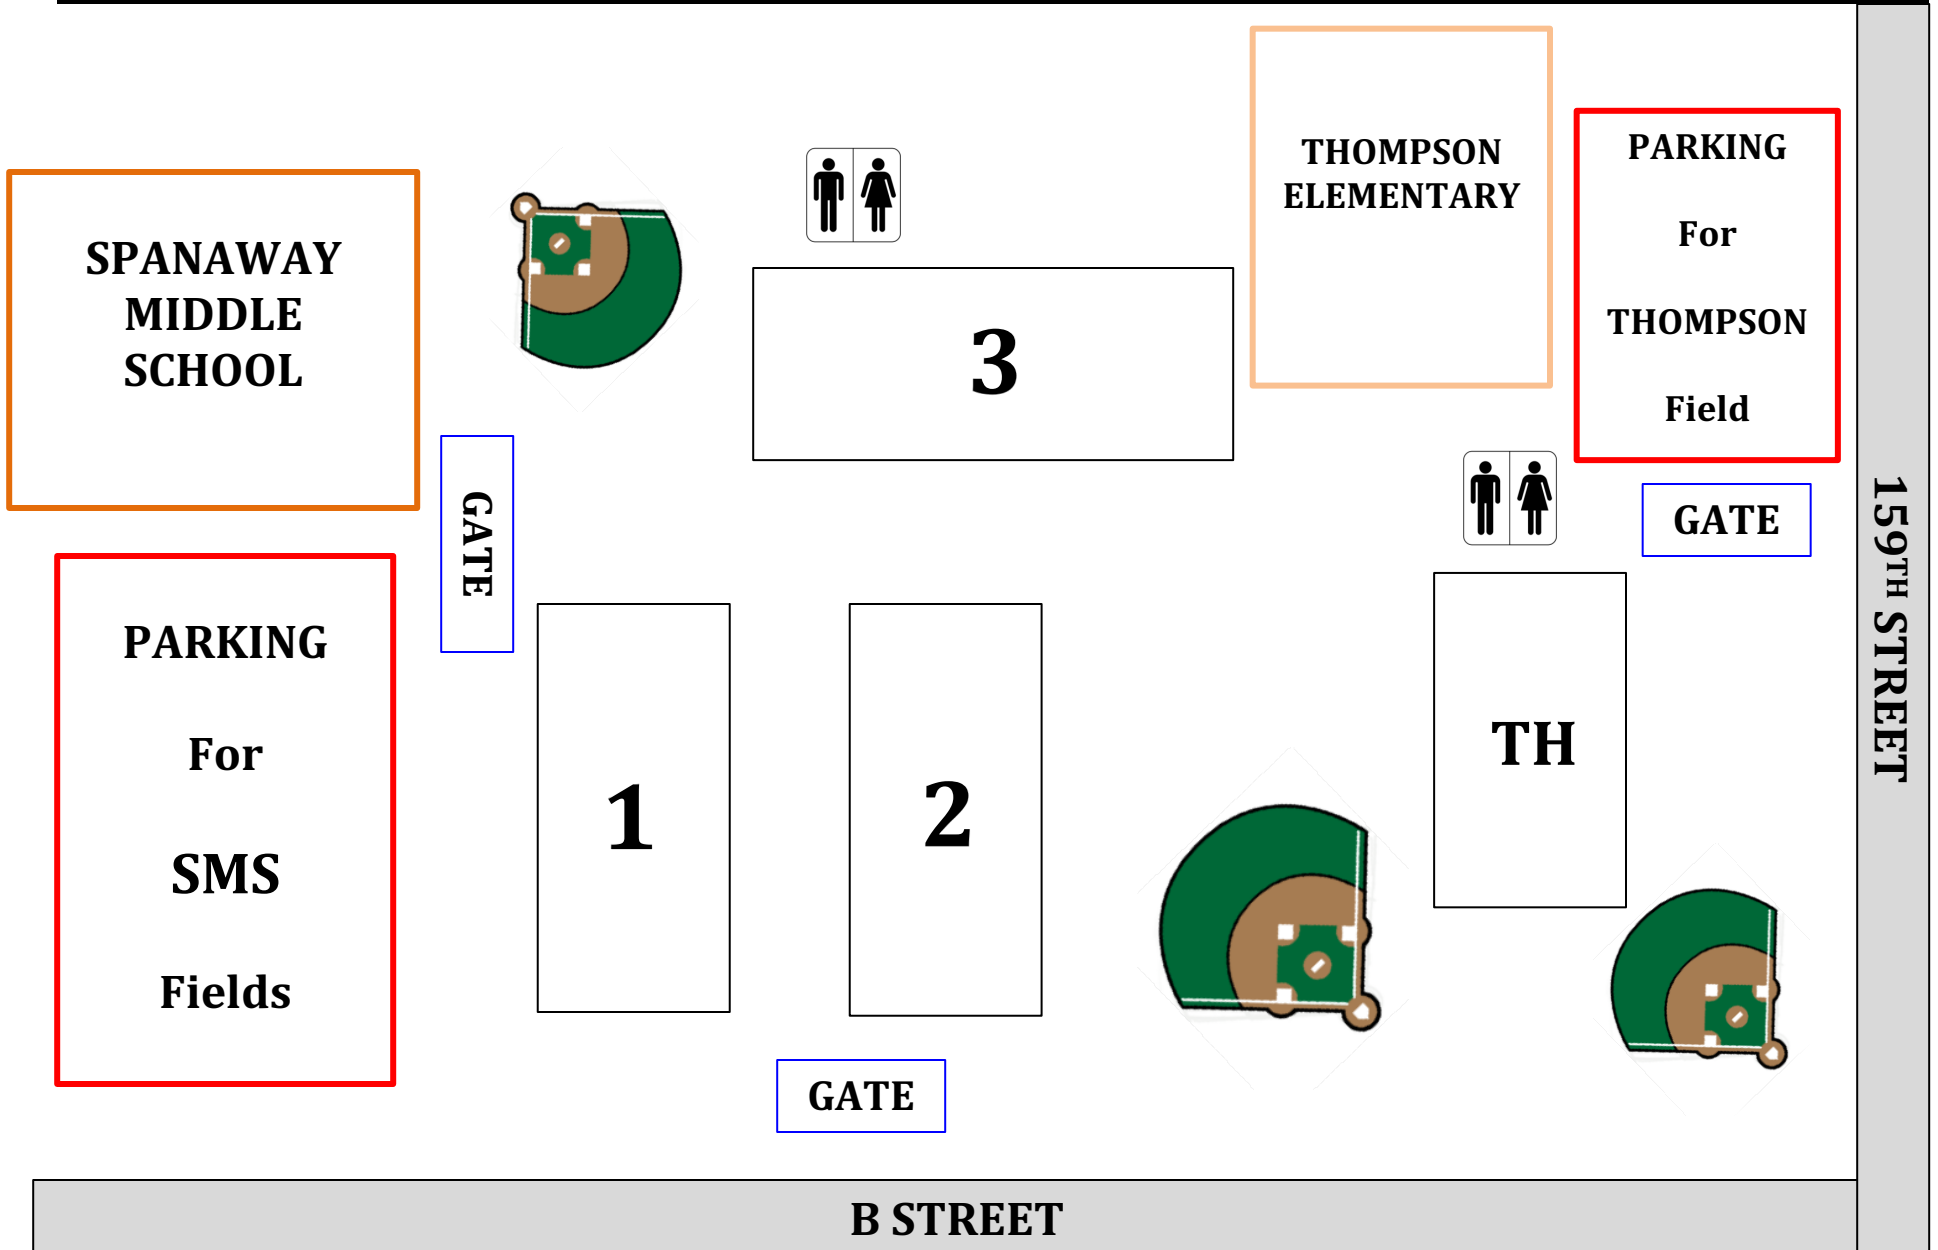 SPANAWAY
MIDDLE
SCHOOL
THOMPSON
ELEMENTARY
PARKING
For
THOMPSON
Field
3
GATE
GATE
159TH STREET
PARKING
For
SMS
Fields
1
2
TH
GATE
B STREET